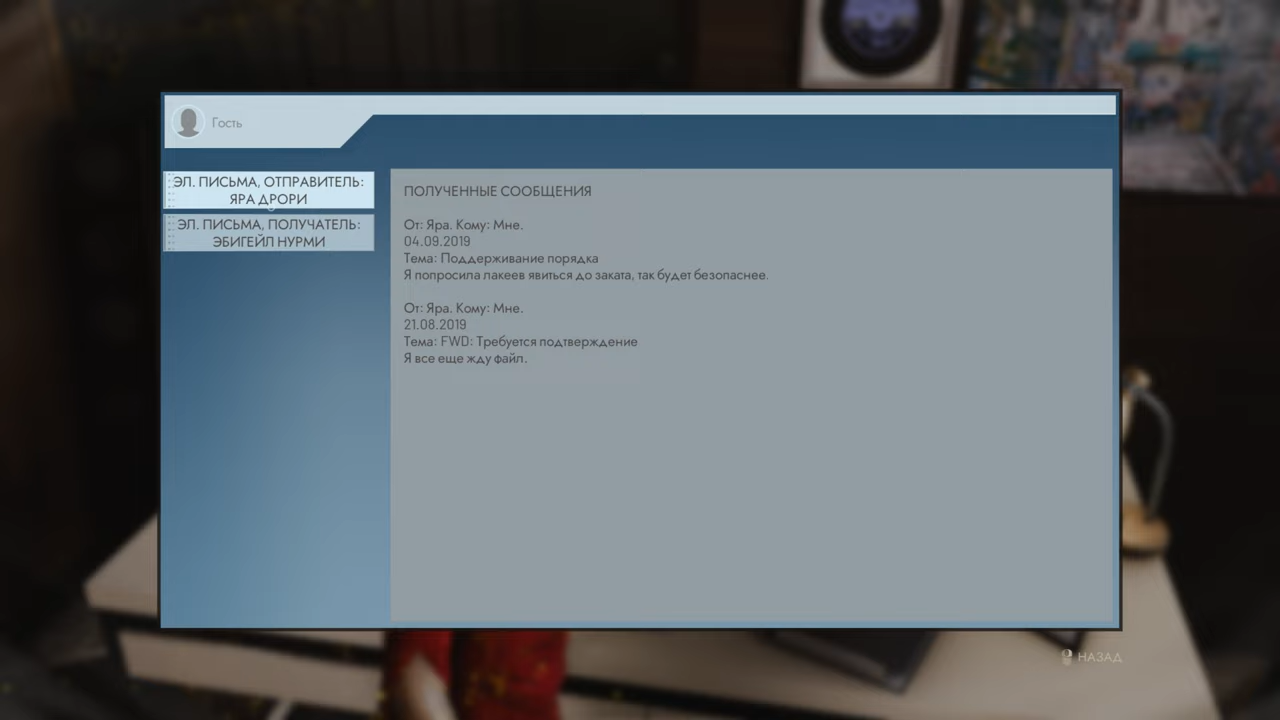 Гость
ЭЛ. ПИСЬМА, ОТПРАВИТЕЛЬ:
ЯРА ДРОРИ
ЭЛ. ПИСЬМА, ПОЛУЧАТЕЛЬ:
ЭБИГЕЙЛ НУРМИ
ПОЛУЧЕННЫЕ СООБЩЕНИЯ
От: Яра. Кому: Мне.
04.09.2019
Тема: Поддерживание порядка
Я попросила лакеев явиться до заката, так будет безопаснее.
От: Яра. Кому: Мне.
21.08.2019
Тема: FWD: Требуется подтверждение
Я все еще жду файл.
НАЗАД